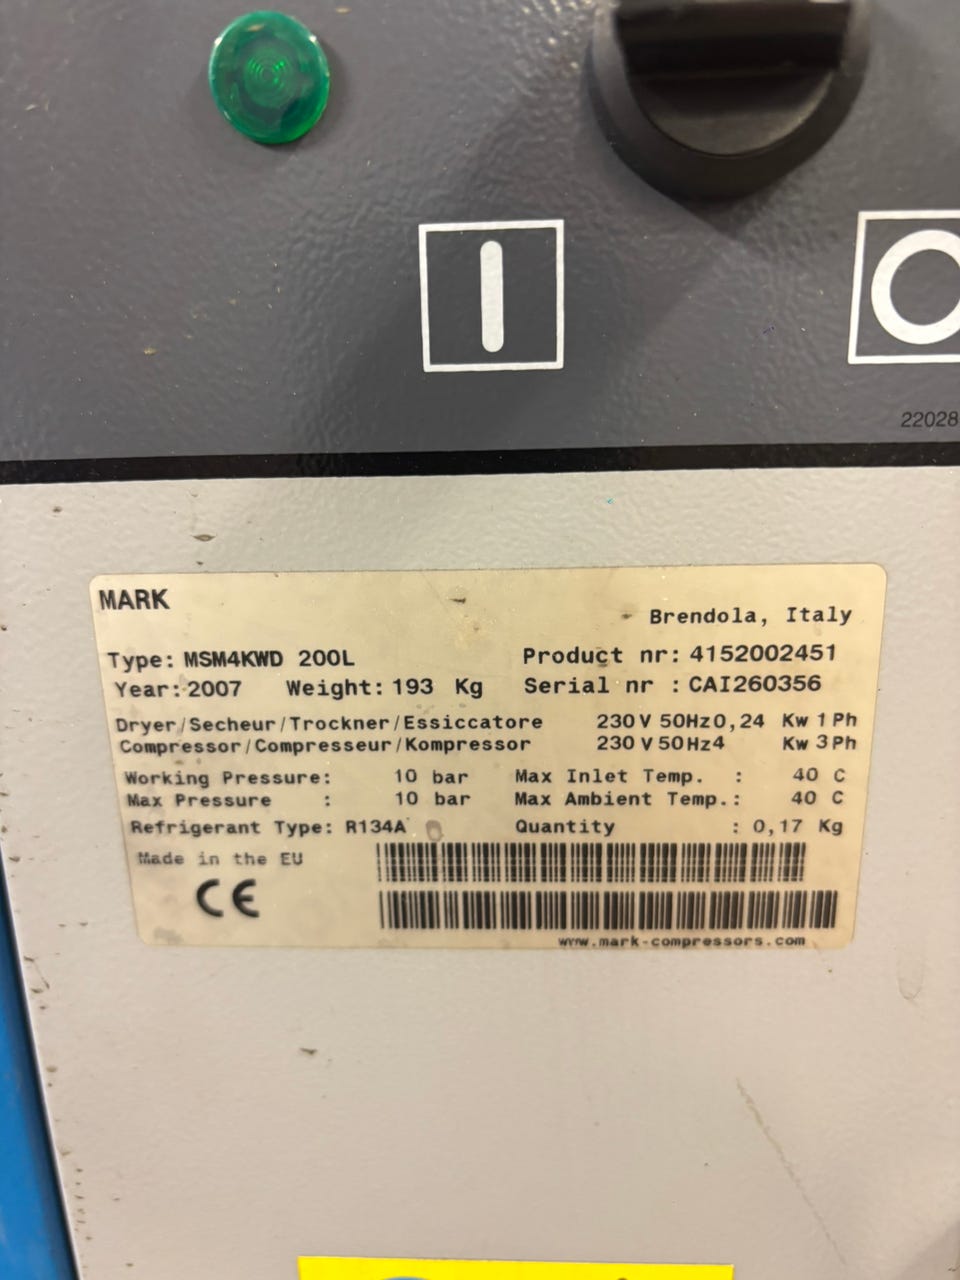 I
O
22028
MARK
Brendola, Italy
Type: MSM4KWD 200L Product nr: 4152002451
Year: 2007 Weight: 193 Kg Serial nr : CAI260356
Dryer/Secheur/Trockner/Essiccatore 230 V 50Hz 0,24 Kw 1 Ph
Compressor/Compresseur/Kompressor 230 V 50Hz 4 Kw 3 Ph
Working Pressure: 10 bar Max Inlet Temp. : 40 C
Max Pressure : 10 bar Max Ambient Temp.: 40 C
Refrigerant Type: R134A Quantity : 0,17 Kg
Made in the EU
CE
www.mark-compressors.com